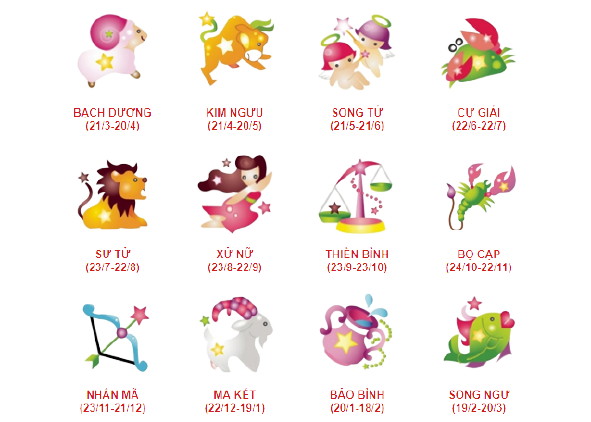 BẠCH DƯƠNG
(21/3-20/4)
KIM NGƯU
(21/4-20/5)
SONG TỬ
(21/5-21/6)
CỰ GIẢI
(22/6-22/7)
SƯ TỬ
(23/7-22/8)
XỬ NỮ
(23/8-22/9)
THIÊN BÌNH
(23/9-23/10)
BỌ CẠP
(24/10-22/11)
NHÂN MÃ
(23/11-21/12)
MA KẾT
(22/12-19/1)
BẢO BÌNH
(20/1-18/2)
SONG NGƯ
(19/2-20/3)